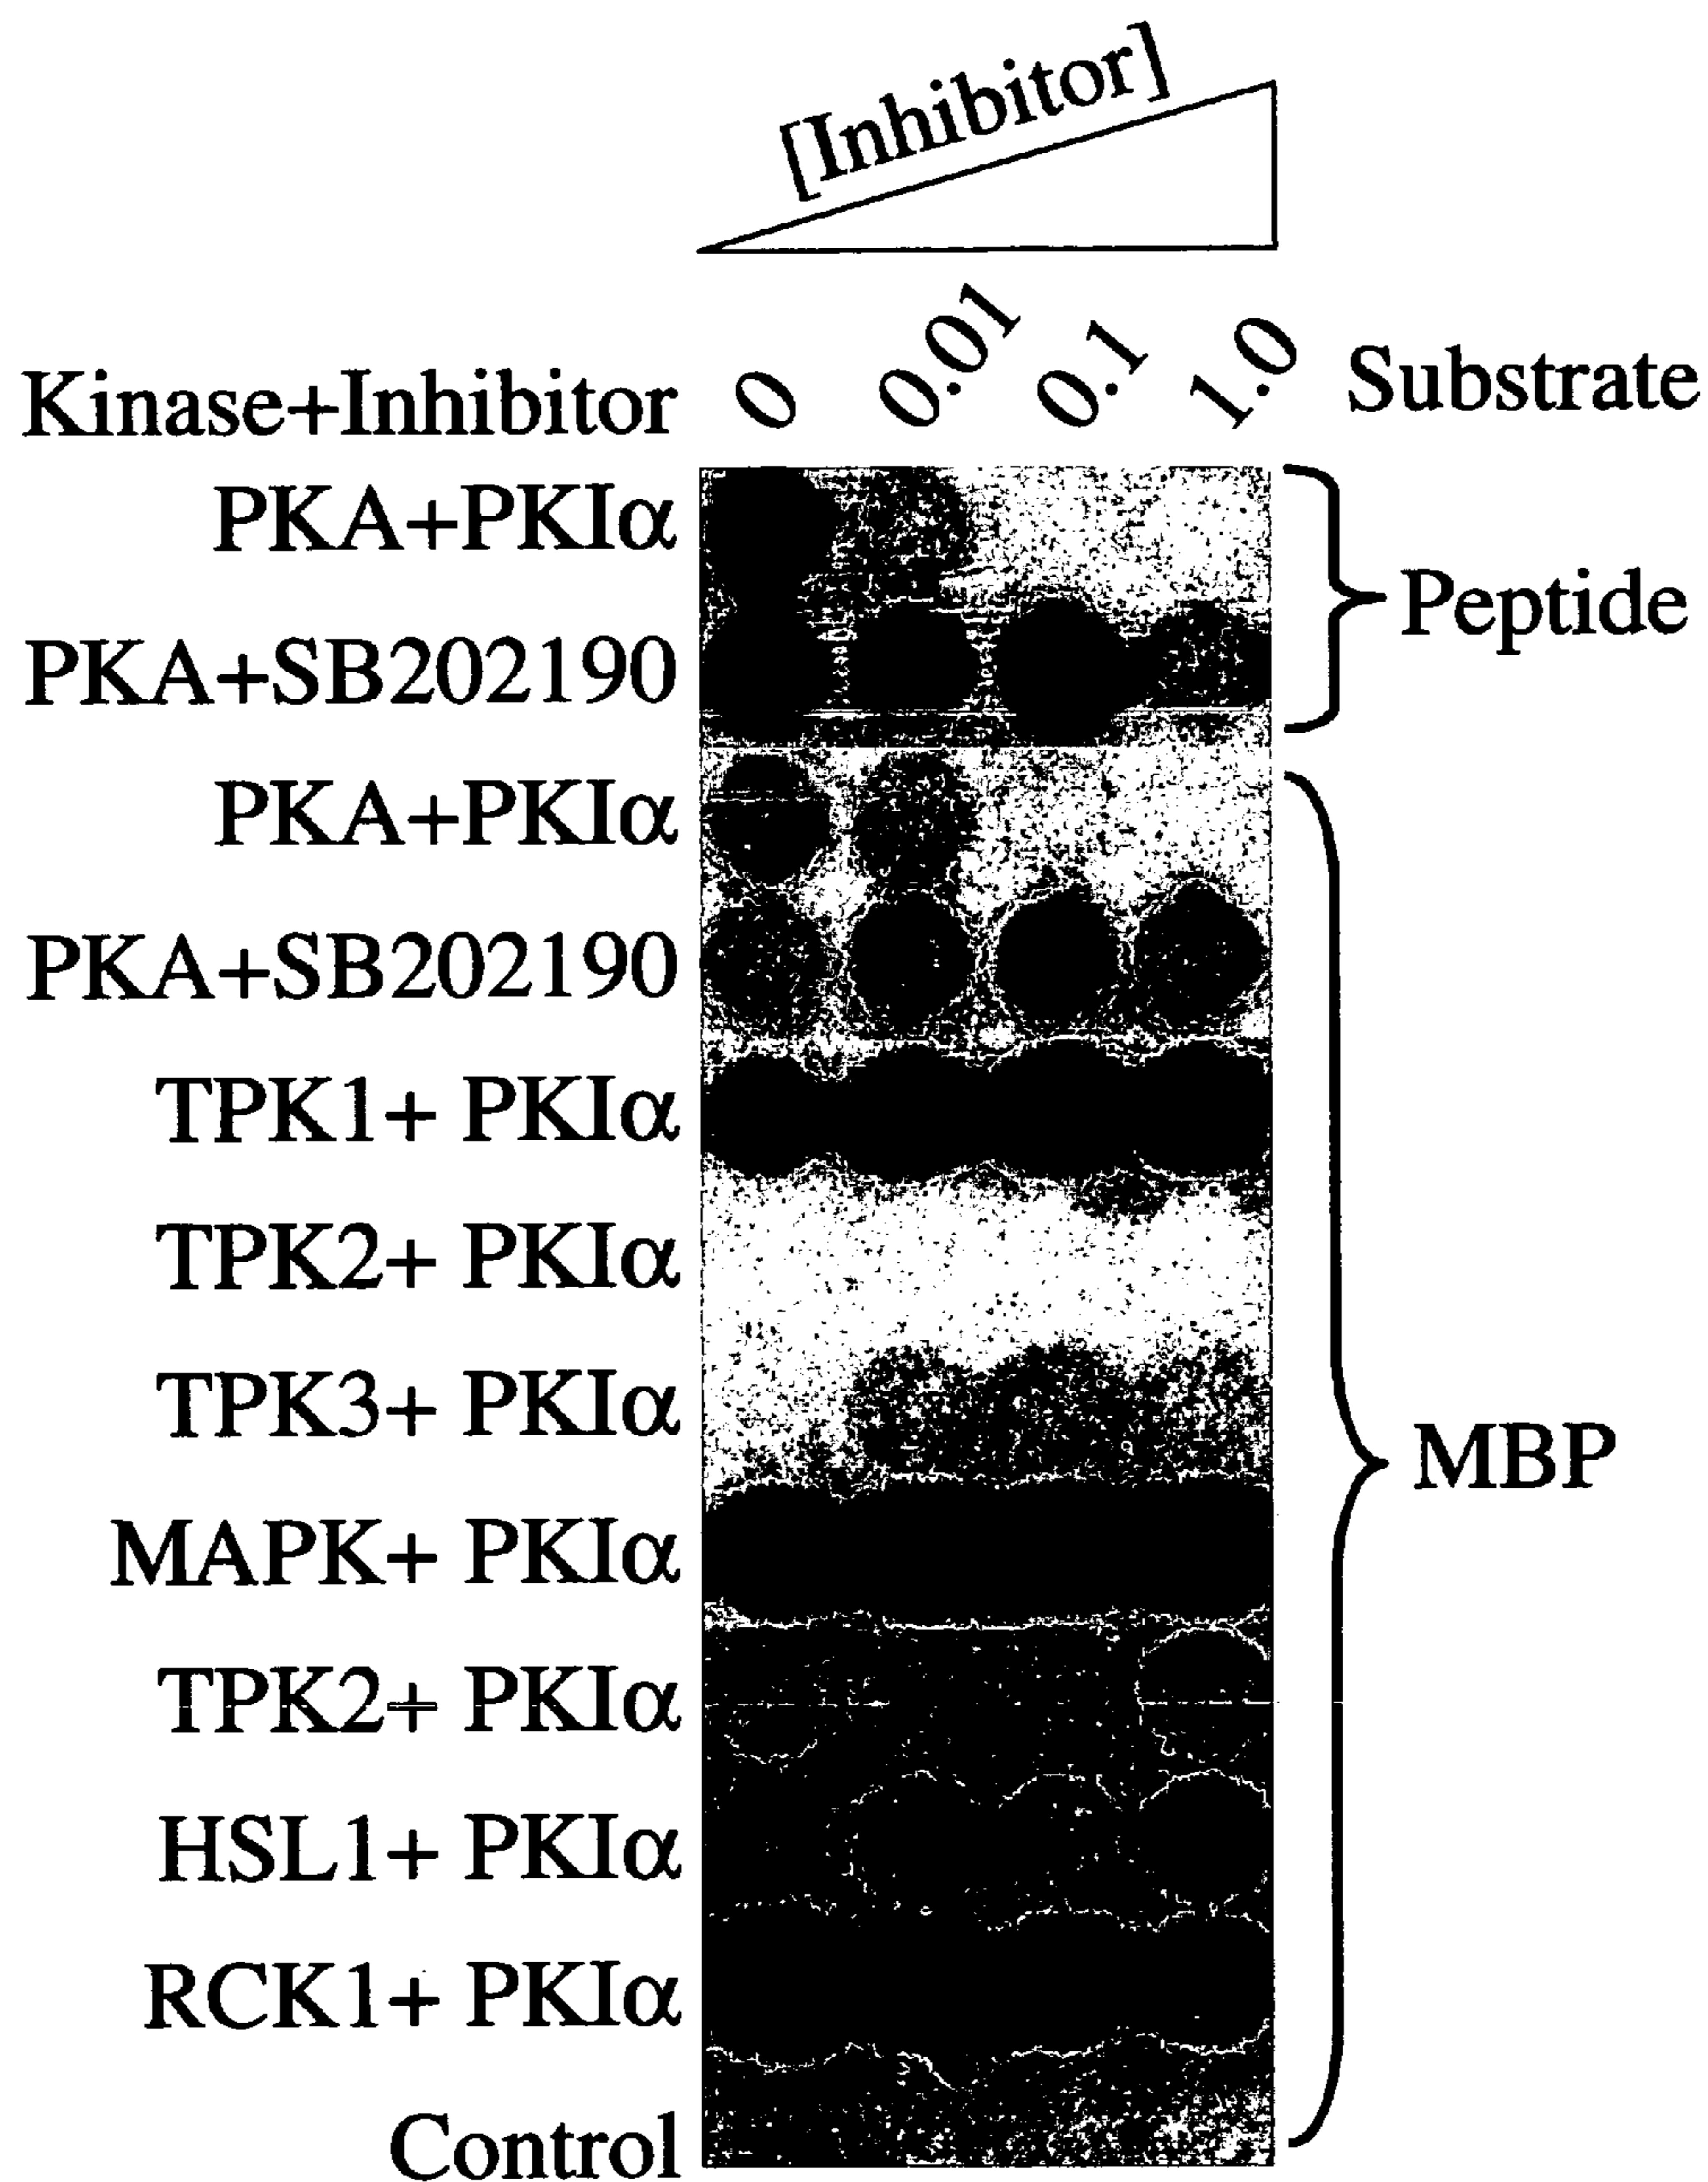 [Inhibitor]
Kinase+Inhibitor 0 0.01 0.1 1.0 Substrate
PKA+PKIα
PKA+SB202190
Peptide
PKA+PKIα
PKA+SB202190
TPK1+ PKIα
TPK2+ PKIα
TPK3+ PKIα
MAPK+ PKIα
TPK2+ PKIα
HSL1+ PKIα
RCK1+ PKIα
Control
MBP